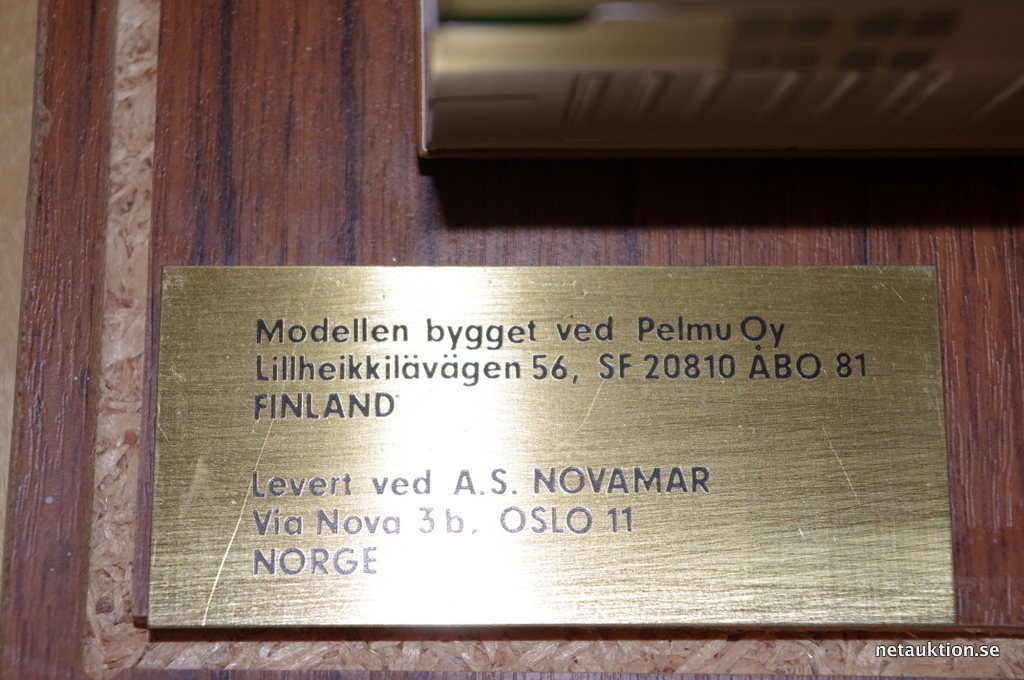 Modellen bygget ved Pelmu Oy
Lillheikkilävägen 56, SF 20810 ÅBO 81
FINLAND
Levert ved A.S. NOVAMAR
Via Nova 3b, OSLO 11
NORGE
netauktion.se